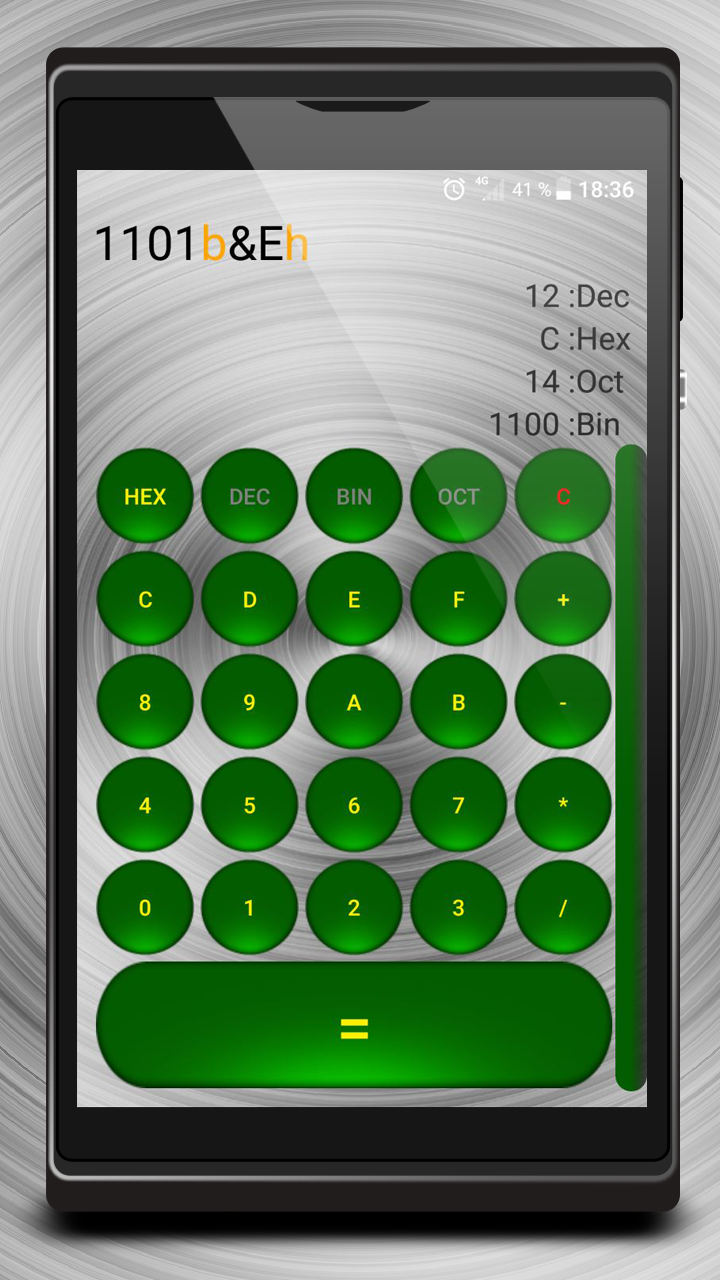 4G 41 % 18:36
1101b&Eh
12 :Dec
C :Hex
14 :Oct
1100 :Bin
HEX DEC BIN OCT C
C D E F +
8 9 A B -
4 5 6 7 *
0 1 2 3 /
=